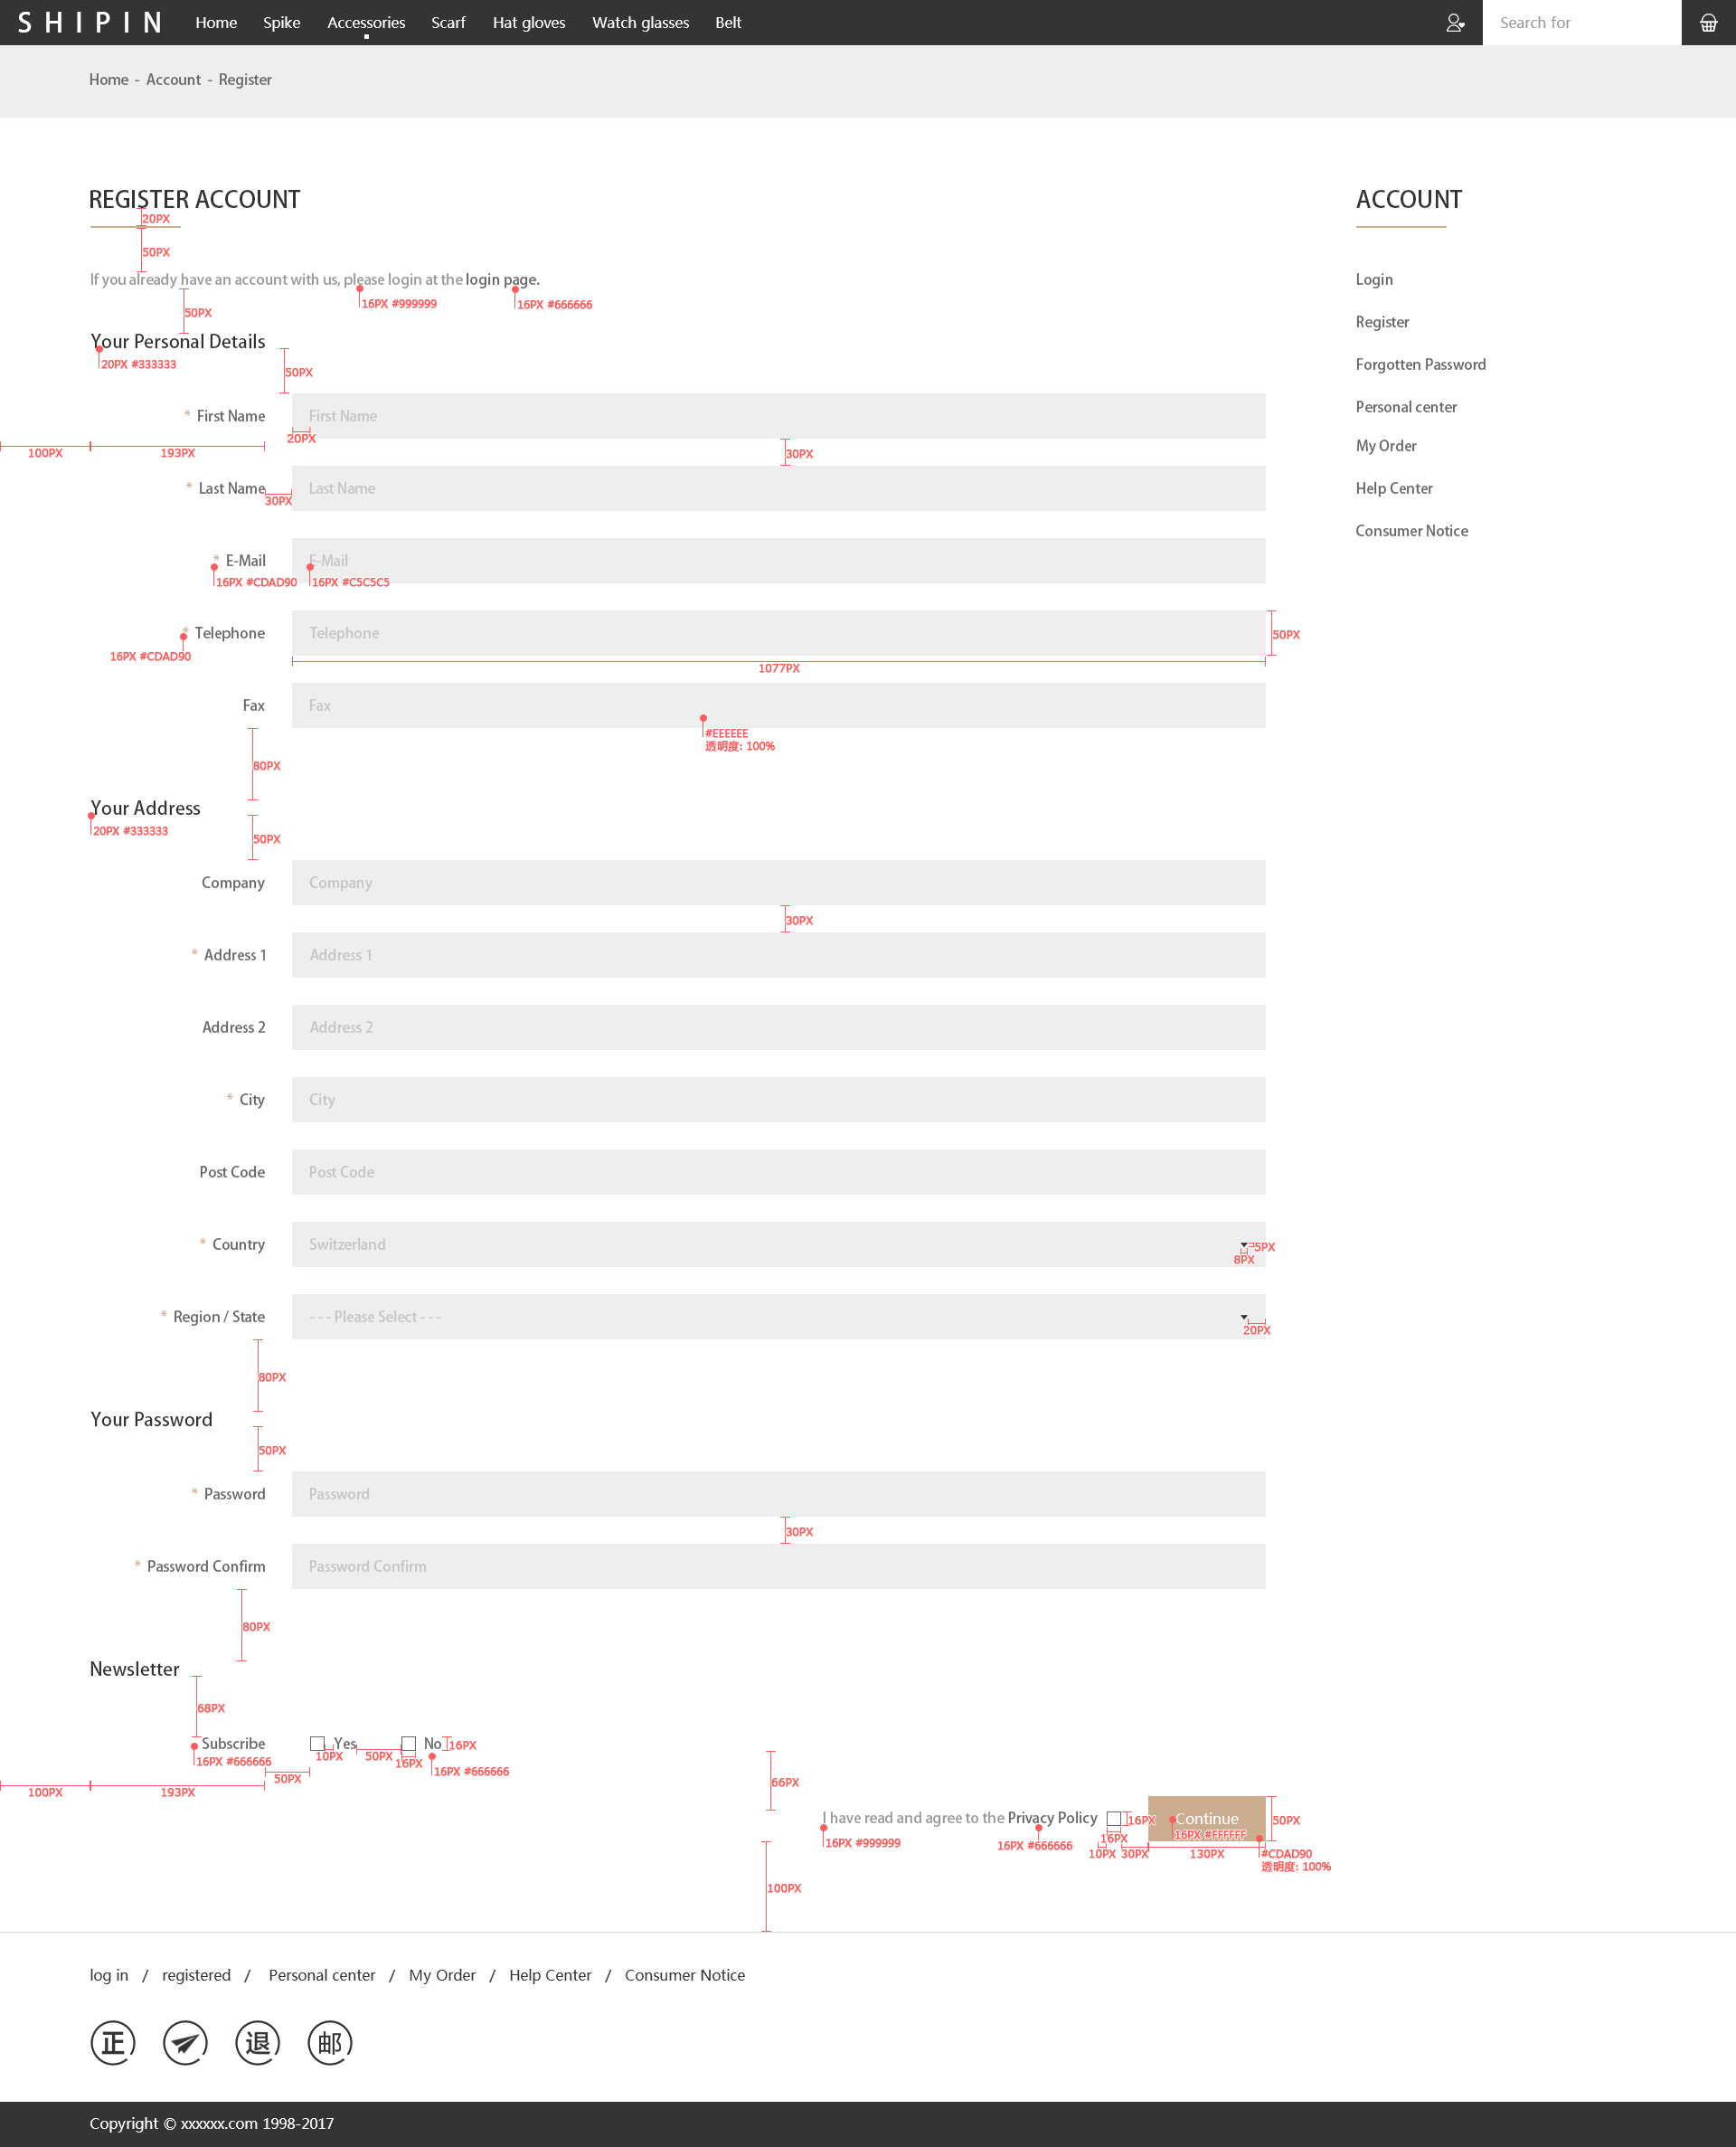 SHIPIN Home Spike Accessories Scarf Hat gloves Watch glasses Belt Search for
Home - Account - Register
REGISTER ACCOUNT
ACCOUNT
20PX
50PX
If you already have an account with us, please login at the login page.
Login
16PX #999999
16PX #666666
50PX
Register
Your Personal Details
20PX #333333
50PX
Forgotten Password
Personal center
* First Name
First Name
20PX
100PX
193PX
30PX
My Order
* Last Name
Last Name
30PX
Help Center
Consumer Notice
* E-Mail
E-Mail
16PX #CDAD90
16PX #C5C5C5
* Telephone
Telephone
50PX
16PX #CDAD90
1077PX
Fax
Fax
#EEEEEE
透明度: 100%
80PX
Your Address
20PX #333333
50PX
Company
Company
30PX
* Address 1
Address 1
Address 2
Address 2
* City
City
Post Code
Post Code
* Country
Switzerland
5PX
8PX
* Region / State
- - - Please Select - - -
20PX
80PX
Your Password
50PX
* Password
Password
30PX
* Password Confirm
Password Confirm
80PX
Newsletter
68PX
Subscribe
Yes
No
16PX
10PX
50PX
16PX
16PX #666666
16PX #666666
50PX
100PX
193PX
66PX
I have read and agree to the Privacy Policy
16PX
Continue
50PX
16PX #FFFFFF
16PX
16PX #999999
16PX #666666
10PX
30PX
130PX
#CDAD90
透明度: 100%
100PX
log in / registered / Personal center / My Order / Help Center / Consumer Notice
正 退 邮
Copyright © xxxxxx.com 1998-2017